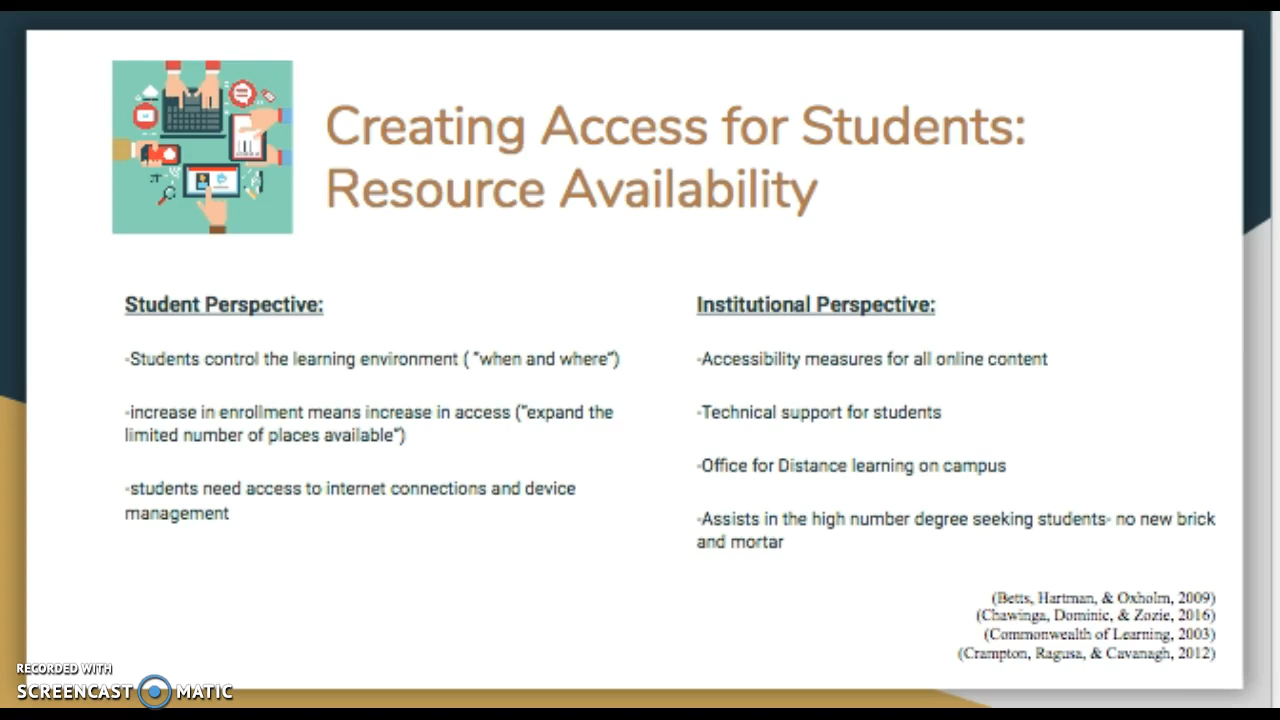 Creating Access for Students:
Resource Availability
Student Perspective:
-Students control the learning environment ( "when and where")
-increase in enrollment means increase in access ("expand the
limited number of places available")
-students need access to internet connections and device
management
Institutional Perspective:
-Accessibility measures for all online content
-Technical support for students
-Office for Distance learning on campus
-Assists in the high number degree seeking students- no new brick
and mortar
(Betts, Hartman, & Oxholm, 2009)
(Chawinga, Dominic, & Zozie, 2016)
(Commonwealth of Learning, 2003)
(Crampton, Ragusa, & Cavanagh, 2012)
RECORDED WITH
SCREENCAST MATIC